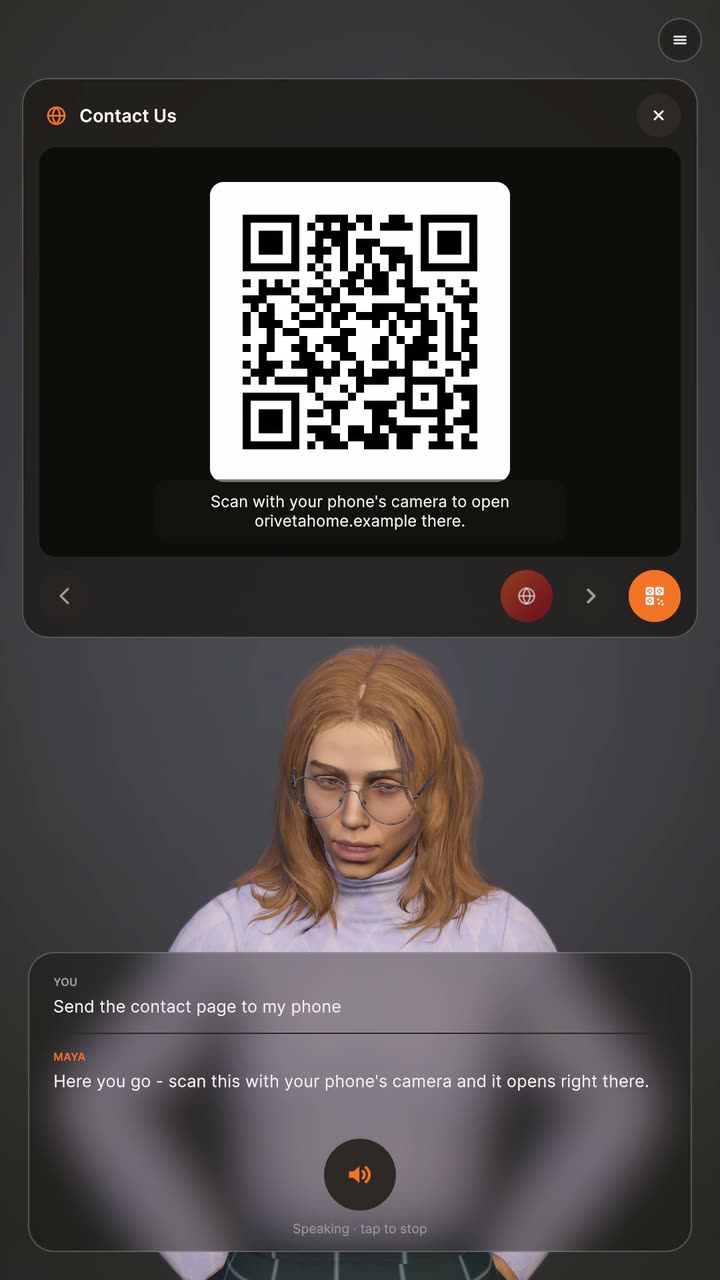 Contact Us
Scan with your phone's camera to open
orivetahome.example there.
YOU
Send the contact page to my phone
MAYA
Here you go - scan this with your phone's camera and it opens right there.
Speaking · tap to stop